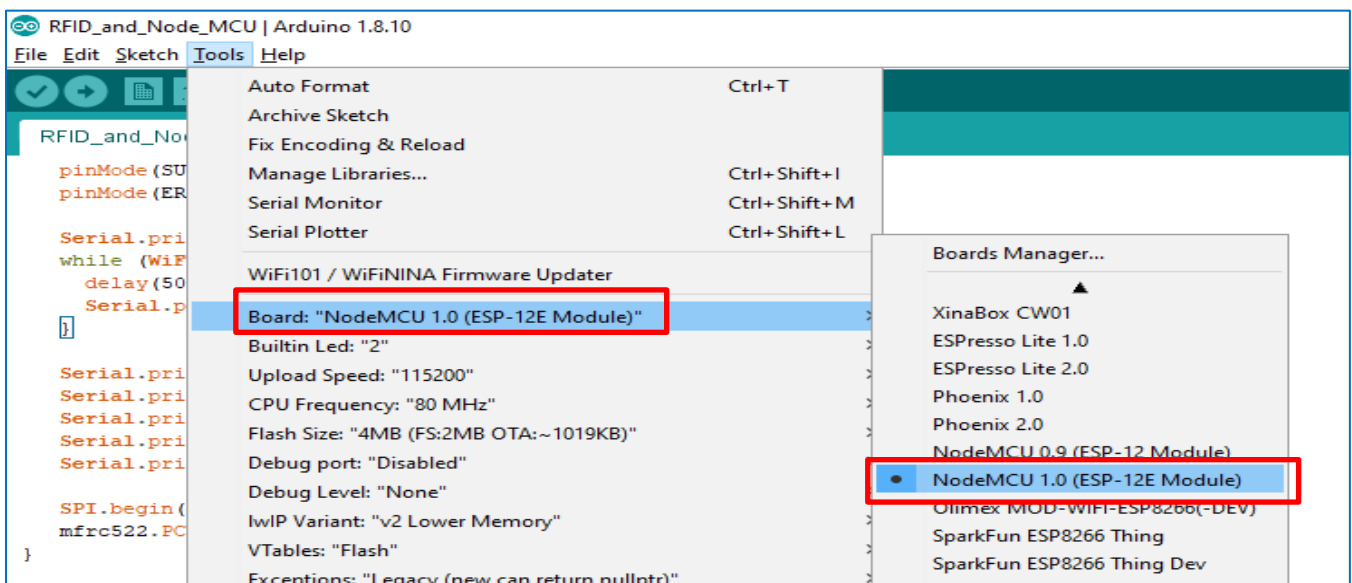 RFID_and_Node_MCU | Arduino 1.8.10
File Edit Sketch Tools Help
RFID_and_No
pinMode(SU
pinMode(ER
Serial.pri
while (WiF
delay(50
Serial.p
}
Serial.pri
Serial.pri
Serial.pri
Serial.pri
Serial.pri
SPI.begin(
mfrc522.PC
}
Auto Format Ctrl+T
Archive Sketch
Fix Encoding & Reload
Manage Libraries... Ctrl+Shift+I
Serial Monitor Ctrl+Shift+M
Serial Plotter Ctrl+Shift+L
WiFi101 / WiFiNINA Firmware Updater
Board: "NodeMCU 1.0 (ESP-12E Module)"
Builtin Led: "2"
Upload Speed: "115200"
CPU Frequency: "80 MHz"
Flash Size: "4MB (FS:2MB OTA:~1019KB)"
Debug port: "Disabled"
Debug Level: "None"
IwIP Variant: "v2 Lower Memory"
VTables: "Flash"
Exceptions: "Legacy (new can return nullptr)"
Boards Manager...
XinaBox CW01
ESPresso Lite 1.0
ESPresso Lite 2.0
Phoenix 1.0
Phoenix 2.0
NodeMCU 0.9 (ESP-12 Module)
NodeMCU 1.0 (ESP-12E Module)
Olimex MOD-WIFI-ESP8266(-DEV)
SparkFun ESP8266 Thing
SparkFun ESP8266 Thing Dev